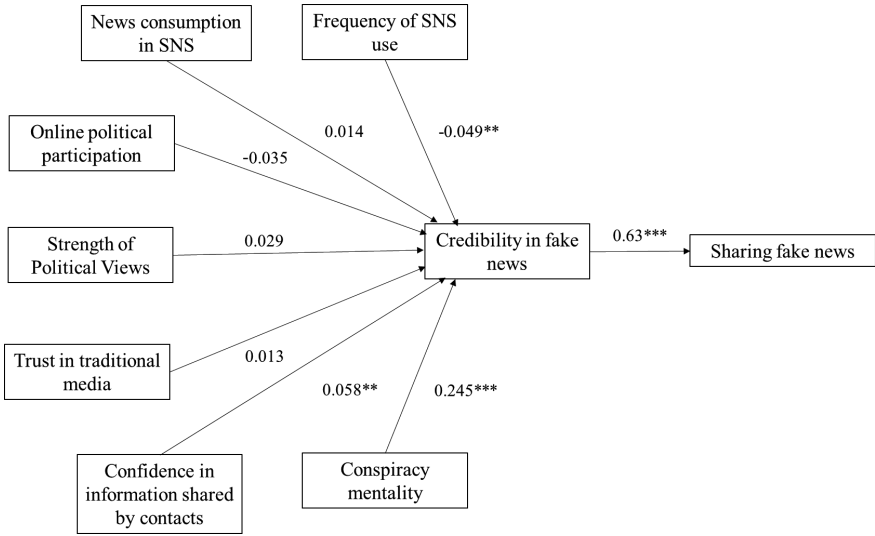 News consumption
in SNS
Frequency of SNS
use
0.014
-0.049**
Online political
participation
-0.035
Strength of
Political Views
0.029
Credibility in fake
news
0.63***
Sharing fake news
Trust in traditional
media
0.013
0.058**
0.245***
Confidence in
information shared
by contacts
Conspiracy
mentality